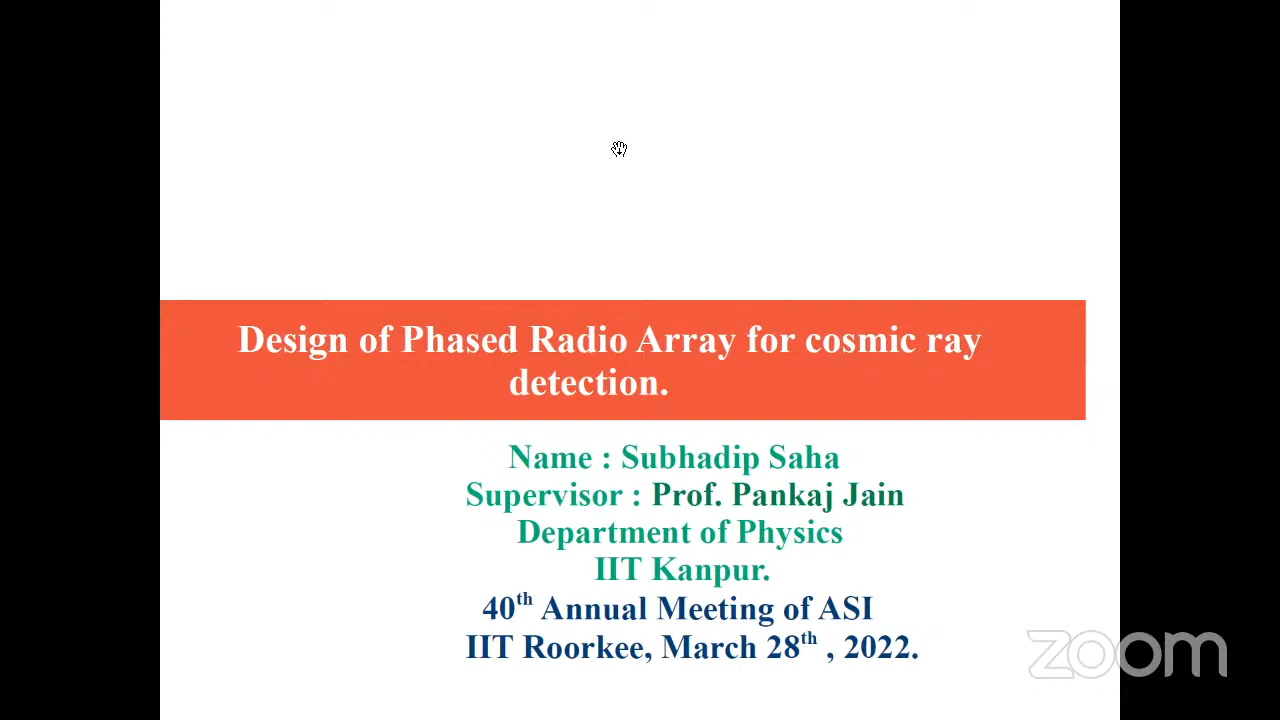 Design of Phased Radio Array for cosmic ray
detection.
Name : Subhadip Saha
Supervisor : Prof. Pankaj Jain
Department of Physics
IIT Kanpur.
40th Annual Meeting of ASI
IIT Roorkee, March 28th , 2022.
zoom